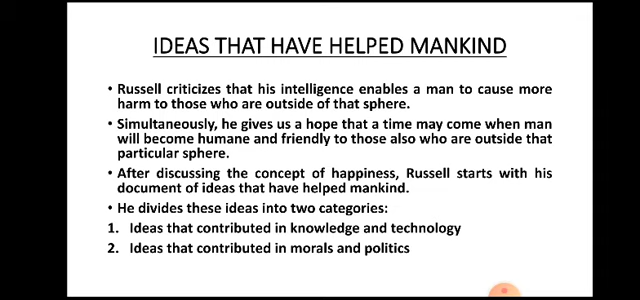 IDEAS THAT HAVE HELPED MANKIND
• Russell criticizes that his intelligence enables a man to cause more
harm to those who are outside of that sphere.
• Simultaneously, he gives us a hope that a time may come when man
will become humane and friendly to those also who are outside that
particular sphere.
• After discussing the concept of happiness, Russell starts with his
document of ideas that have helped mankind.
• He divides these ideas into two categories:
1. Ideas that contributed in knowledge and technology
2. Ideas that contributed in morals and politics